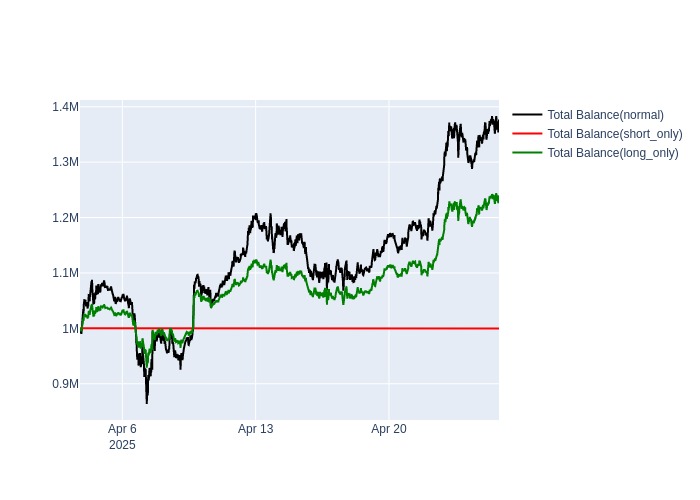 1.4M
1.3M
1.2M
1.1M
1M
0.9M
Apr 6
2025
Apr 13
Apr 20
Total Balance(normal)
Total Balance(short_only)
Total Balance(long_only)